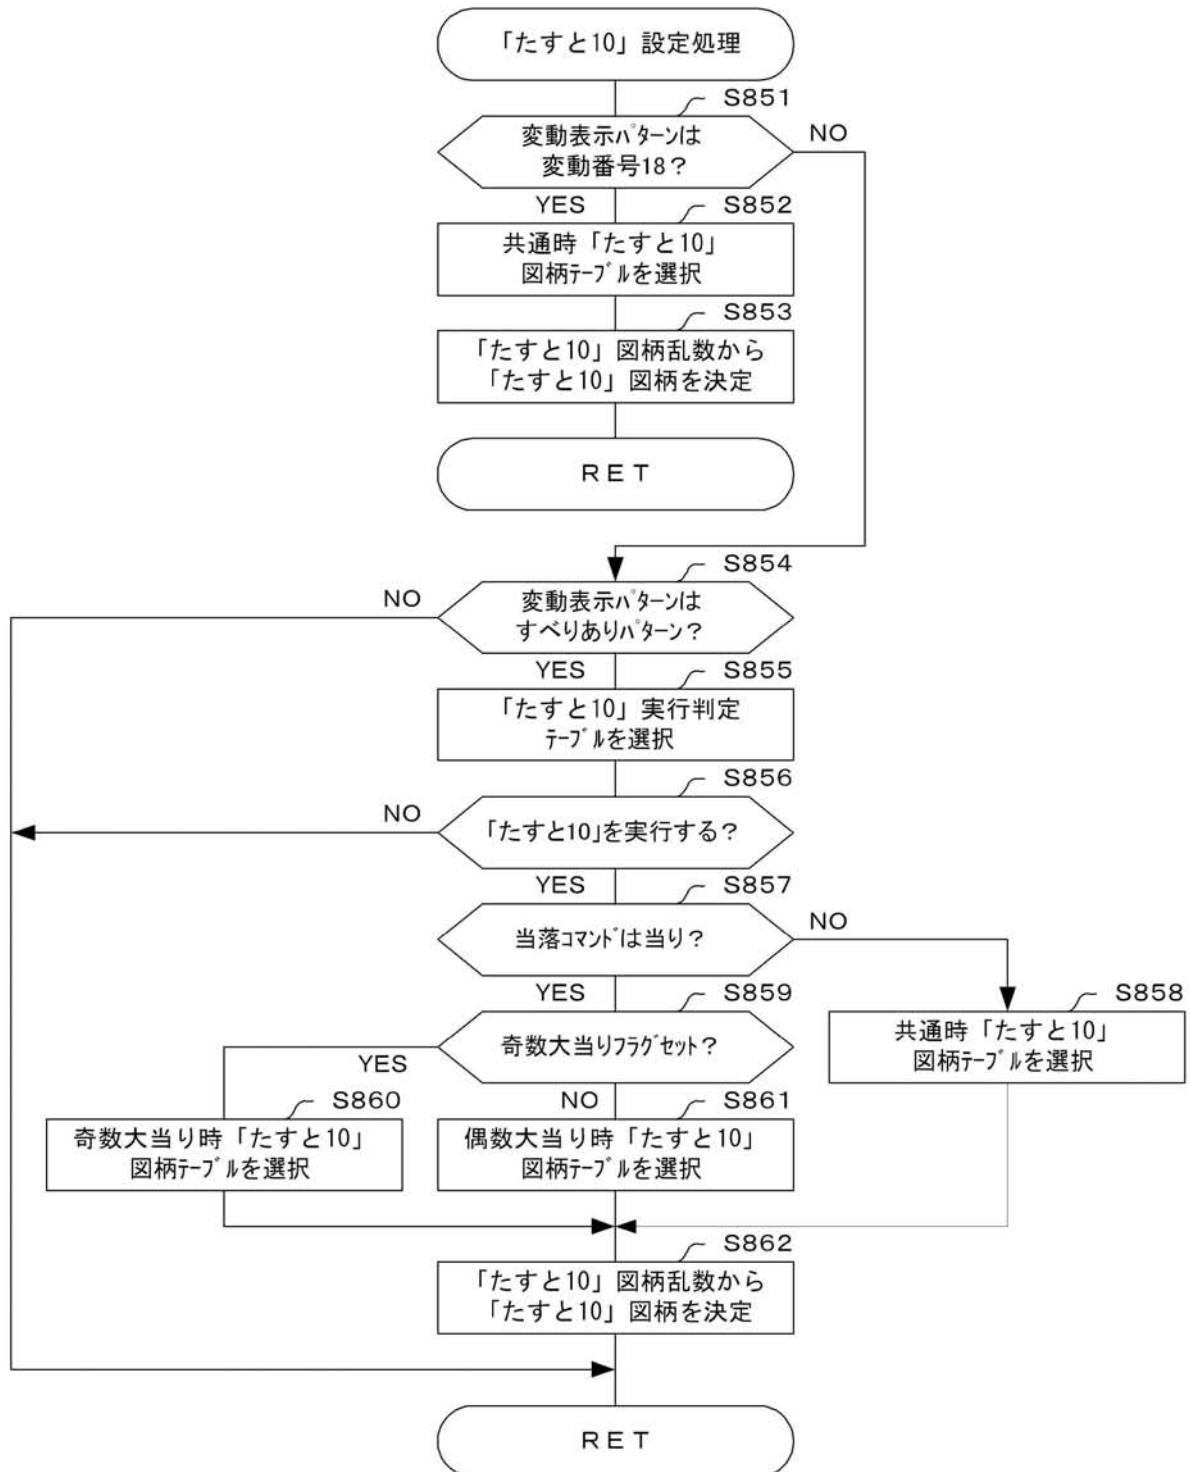 「たすと10」設定処理
S851
変動表示パターンは
変動番号18?
NO
YES
S852
共通時「たすと10」
図柄テーブルを選択
S853
「たすと10」図柄乱数から
「たすと10」図柄を決定
RET
S854
NO
変動表示パターンは
すべりありパターン?
YES
S855
「たすと10」実行判定
テーブルを選択
S856
NO
「たすと10」を実行する?
YES
S857
NO
当落コマンドは当り?
YES
S859
S858
奇数大当りフラグセット?
共通時「たすと10」
図柄テーブルを選択
YES
NO
S860
S861
奇数大当り時「たすと10」
図柄テーブルを選択
偶数大当り時「たすと10」
図柄テーブルを選択
S862
「たすと10」図柄乱数から
「たすと10」図柄を決定
RET